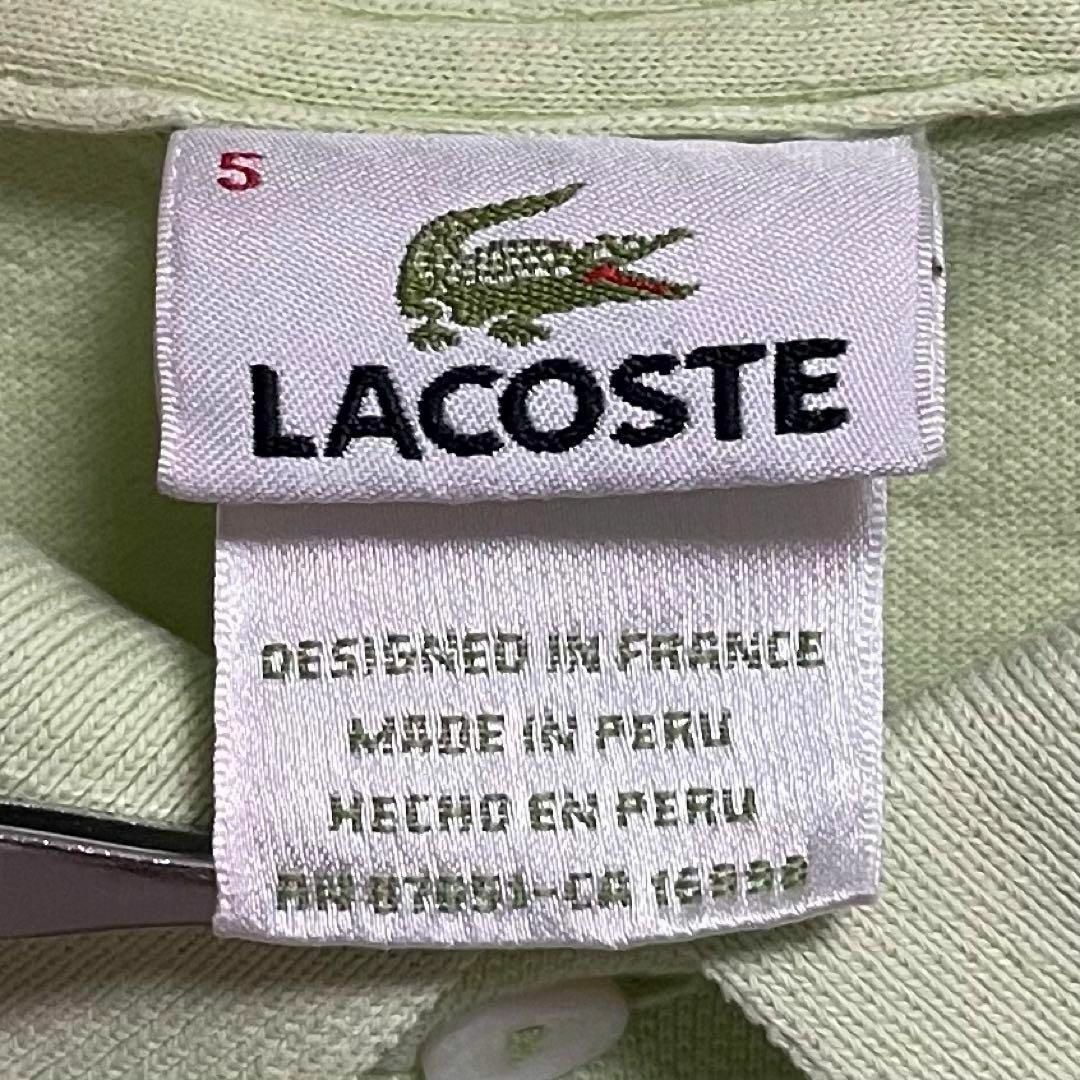 5
LACOSTE
DESIGNED IN FRANCE
MADE IN PERU
HECHO EN PERU